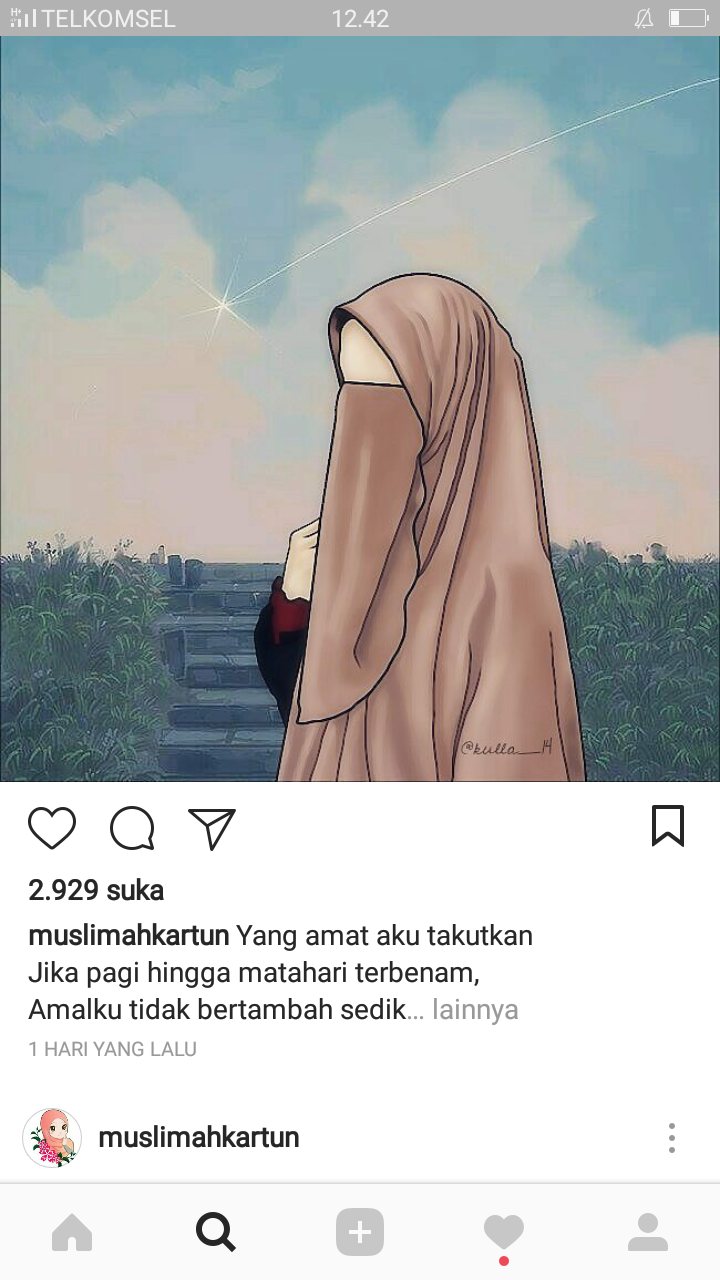 TELKOMSEL 12.42
@kulla__14
2.929 suka
muslimahkartun Yang amat aku takutkan
Jika pagi hingga matahari terbenam,
Amalku tidak bertambah sedik... lainnya
1 HARI YANG LALU
muslimahkartun